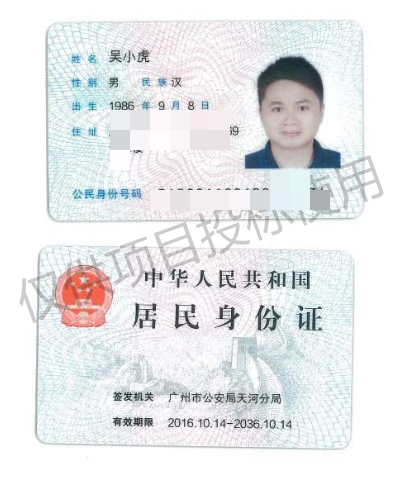 姓名 吴小虎
性别 男 民族 汉
出生 1986 年 9 月 8 日
住址
公民身份号码
仅供项目投标使用
中华人民共和国
居民身份证
签发机关 广州市公安局天河分局
有效期限 2016.10.14-2036.10.14